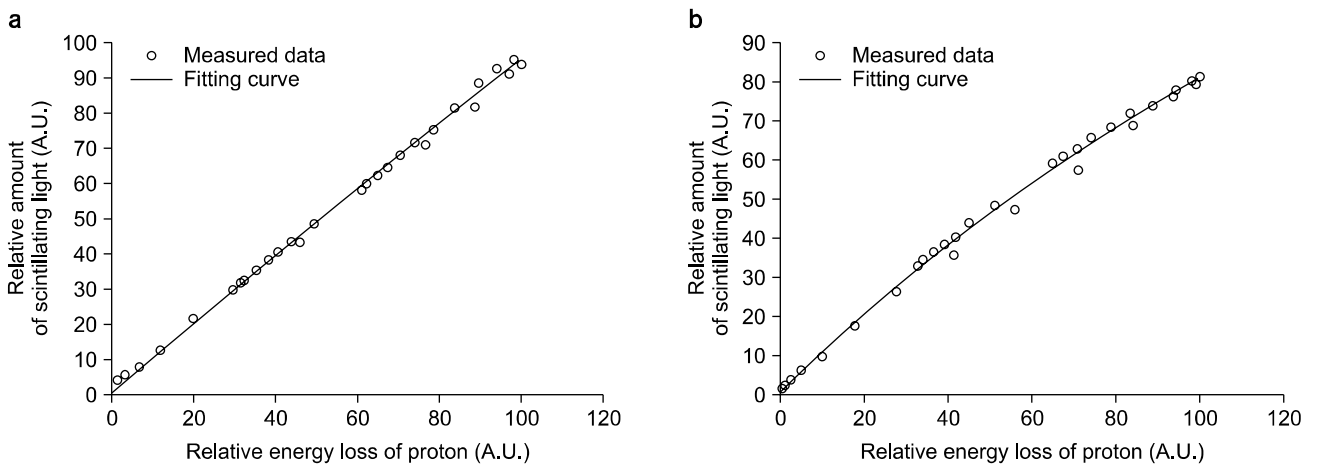 a
100
90
80
70
60
50
40
30
20
10
0
0 20 40 60 80 100 120
Relative amount
of scintillating light (A.U.)
Relative energy loss of proton (A.U.)
Measured data
Fitting curve
b
90
80
70
60
50
40
30
20
10
0
0 20 40 60 80 100 120
Relative amount
of scintillating light (A.U.)
Relative energy loss of proton (A.U.)
Measured data
Fitting curve